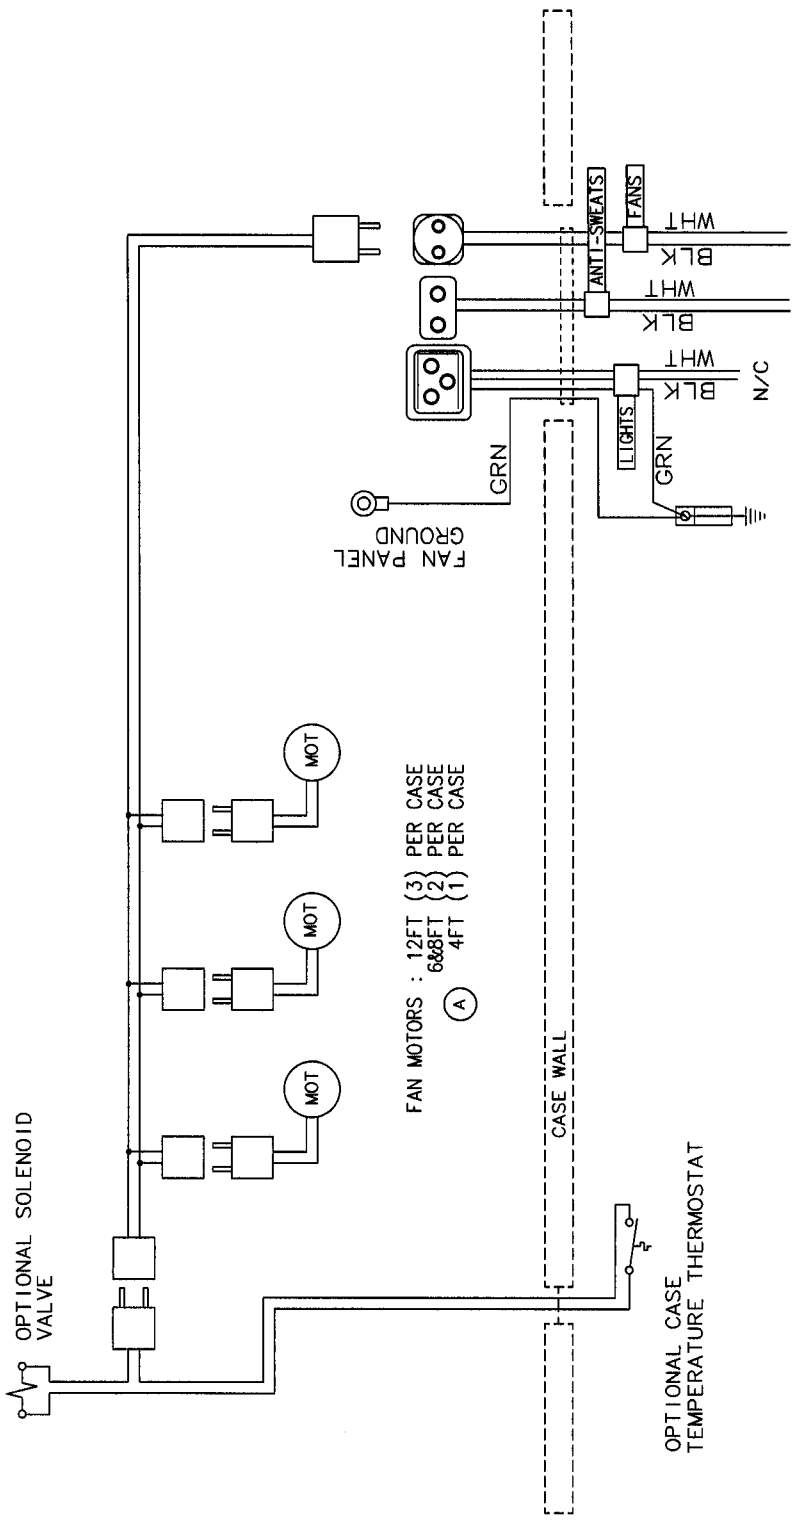 OPTIONAL SOLENOID
VALVE
MOT
MOT
MOT
FAN MOTORS : 12FT (3) PER CASE
6&8FT (2) PER CASE
4FT (1) PER CASE
A
FAN PANEL
GROUND
GRN
CASE WALL
OPTIONAL CASE
TEMPERATURE THERMOSTAT
LIGHTS
GRN
BLK
WHT
N/C
ANTI-SWEATS
BLK
WHT
FANS
BLK
WHT